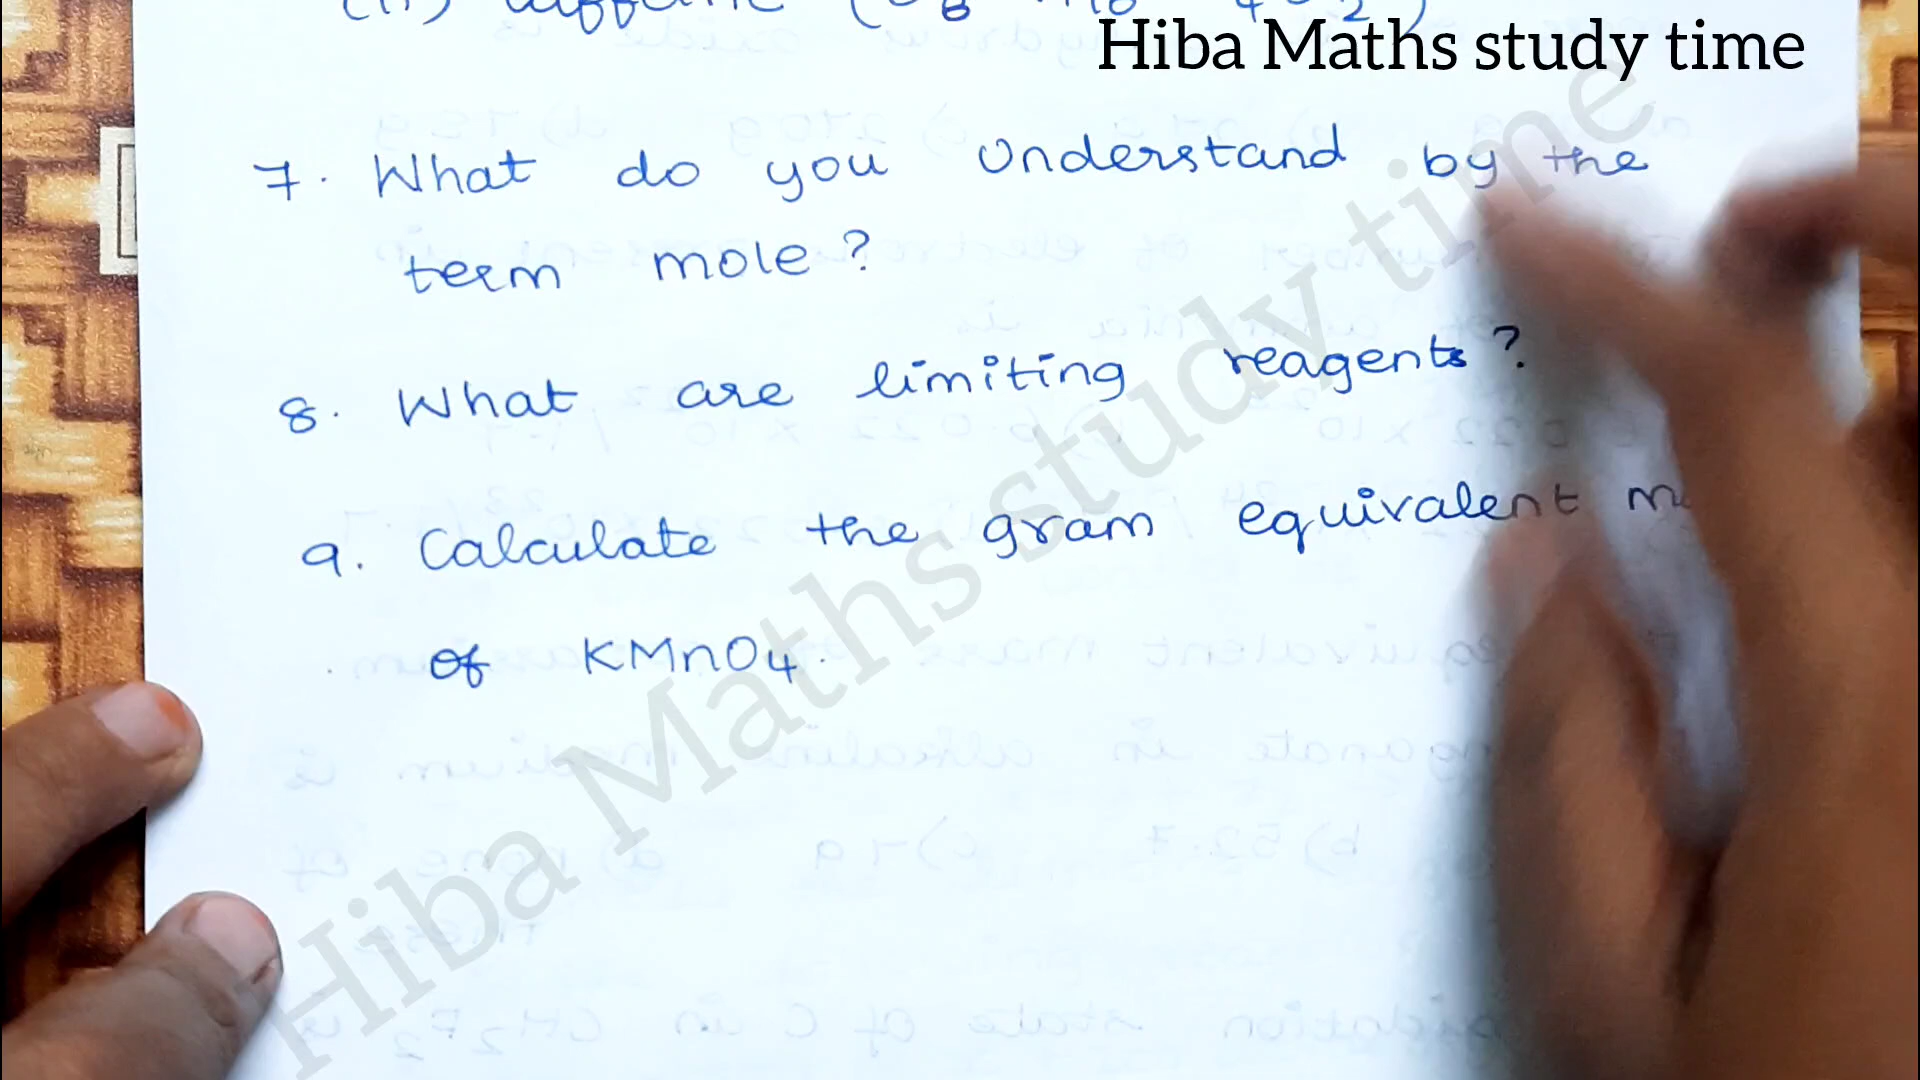 Hiba Maths study time
7. What do you understand by the
term mole?
8. What are limiting reagents?
9. Calculate the gram equivalent
of KMnO4.
Hiba Maths study time